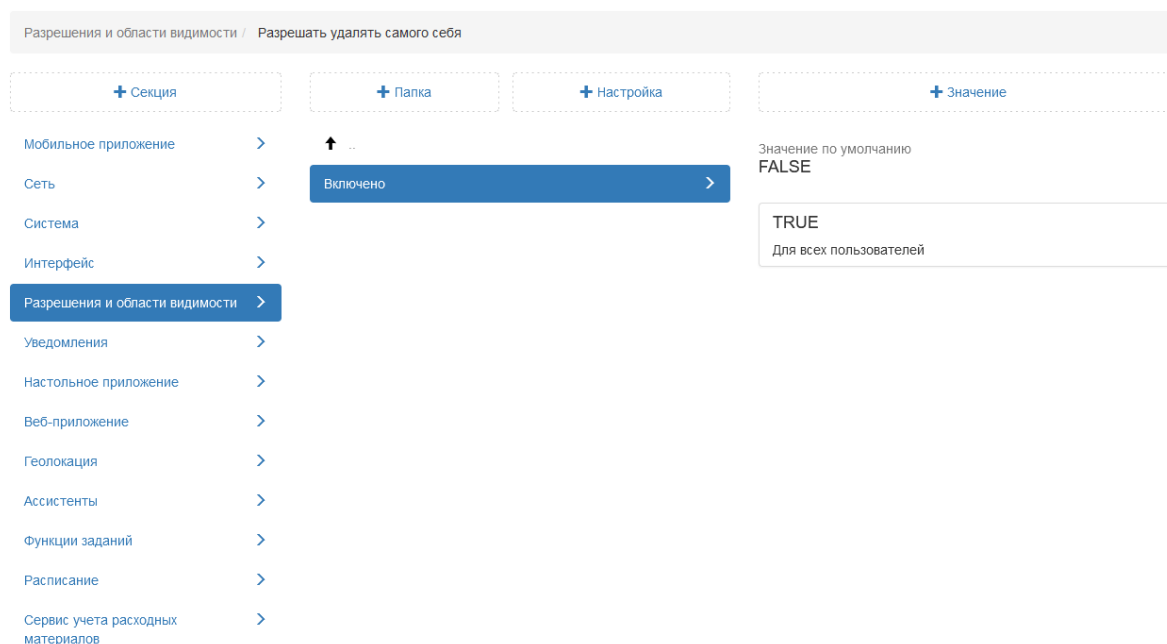 Разрешения и области видимости / Разрешать удалять самого себя
+ Секция
+ Папка
+ Настройка
+ Значение
Мобильное приложение
Сеть
Система
Интерфейс
Разрешения и области видимости
Уведомления
Настольное приложение
Веб-приложение
Геолокация
Ассистенты
Функции заданий
Расписание
Сервис учета расходных
материалов
..
Включено
Значение по умолчанию
FALSE
TRUE
Для всех пользователей